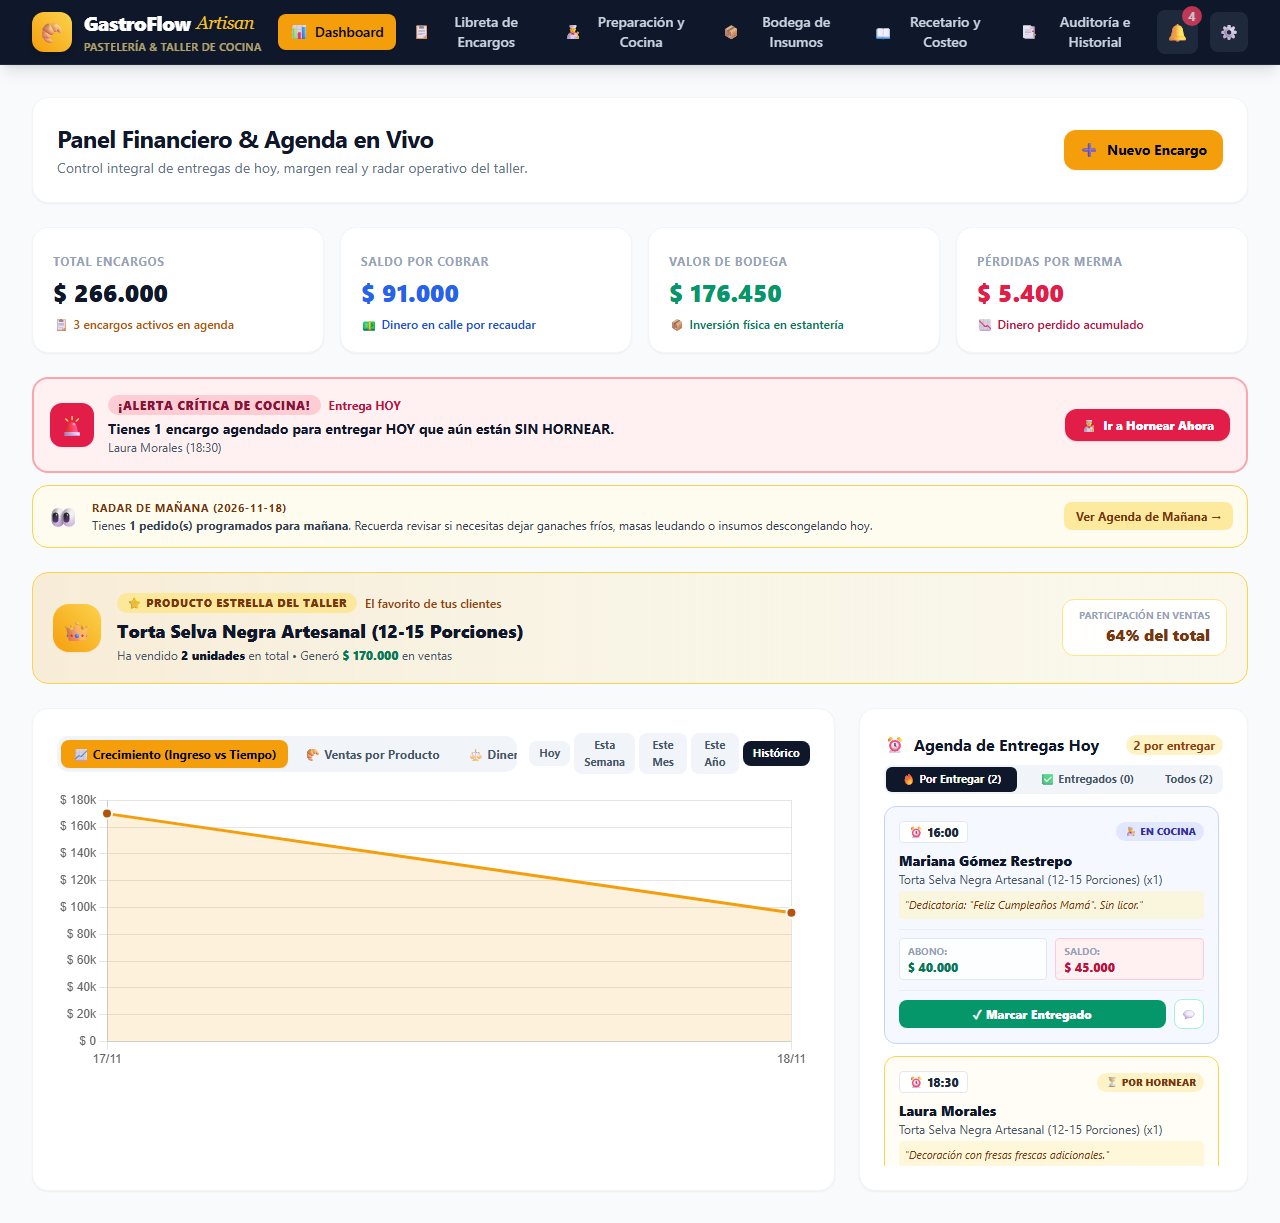 GastroFlow Artisan
PASTELERÍA & TALLER DE COCINA
Dashboard
Libreta de
Encargos
Preparación y
Cocina
Bodega de
Insumos
Recetario y
Costeo
Auditoría e
Historial
4
Panel Financiero & Agenda en Vivo
Control integral de entregas de hoy, margen real y radar operativo del taller.
Nuevo Encargo
TOTAL ENCARGOS
$ 266.000
3 encargos activos en agenda
SALDO POR COBRAR
$ 91.000
Dinero en calle por recaudar
VALOR DE BODEGA
$ 176.450
Inversión física en estantería
PÉRDIDAS POR MERMA
$ 5.400
Dinero perdido acumulado
¡ALERTA CRÍTICA DE COCINA! Entrega HOY
Tienes 1 encargo agendado para entregar HOY que aún están SIN HORNEAR.
Laura Morales (18:30)
Ir a Hornear Ahora
RADAR DE MAÑANA (2026-11-18)
Tienes 1 pedido(s) programados para mañana. Recuerda revisar si necesitas dejar ganaches fríos, masas leudando o insumos descongelando hoy.
Ver Agenda de Mañana →
PRODUCTO ESTRELLA DEL TALLER El favorito de tus clientes
Torta Selva Negra Artesanal (12-15 Porciones)
Ha vendido 2 unidades en total • Generó $ 170.000 en ventas
PARTICIPACIÓN EN VENTAS
64% del total
Crecimiento (Ingreso vs Tiempo)
Ventas por Producto
Diner
Hoy
Esta
Semana
Este
Mes
Este
Año
Histórico
$ 180k
$ 160k
$ 140k
$ 120k
$ 100k
$ 80k
$ 60k
$ 40k
$ 20k
$ 0
17/11
18/11
Agenda de Entregas Hoy
2 por entregar
Por Entregar (2)
Entregados (0)
Todos (2)
16:00
EN COCINA
Mariana Gómez Restrepo
Torta Selva Negra Artesanal (12-15 Porciones) (x1)
"Dedicatoria: "Feliz Cumpleaños Mamá". Sin licor."
ABONO:
$ 40.000
SALDO:
$ 45.000
✓ Marcar Entregado
18:30
POR HORNEAR
Laura Morales
Torta Selva Negra Artesanal (12-15 Porciones) (x1)
"Decoración con fresas frescas adicionales."